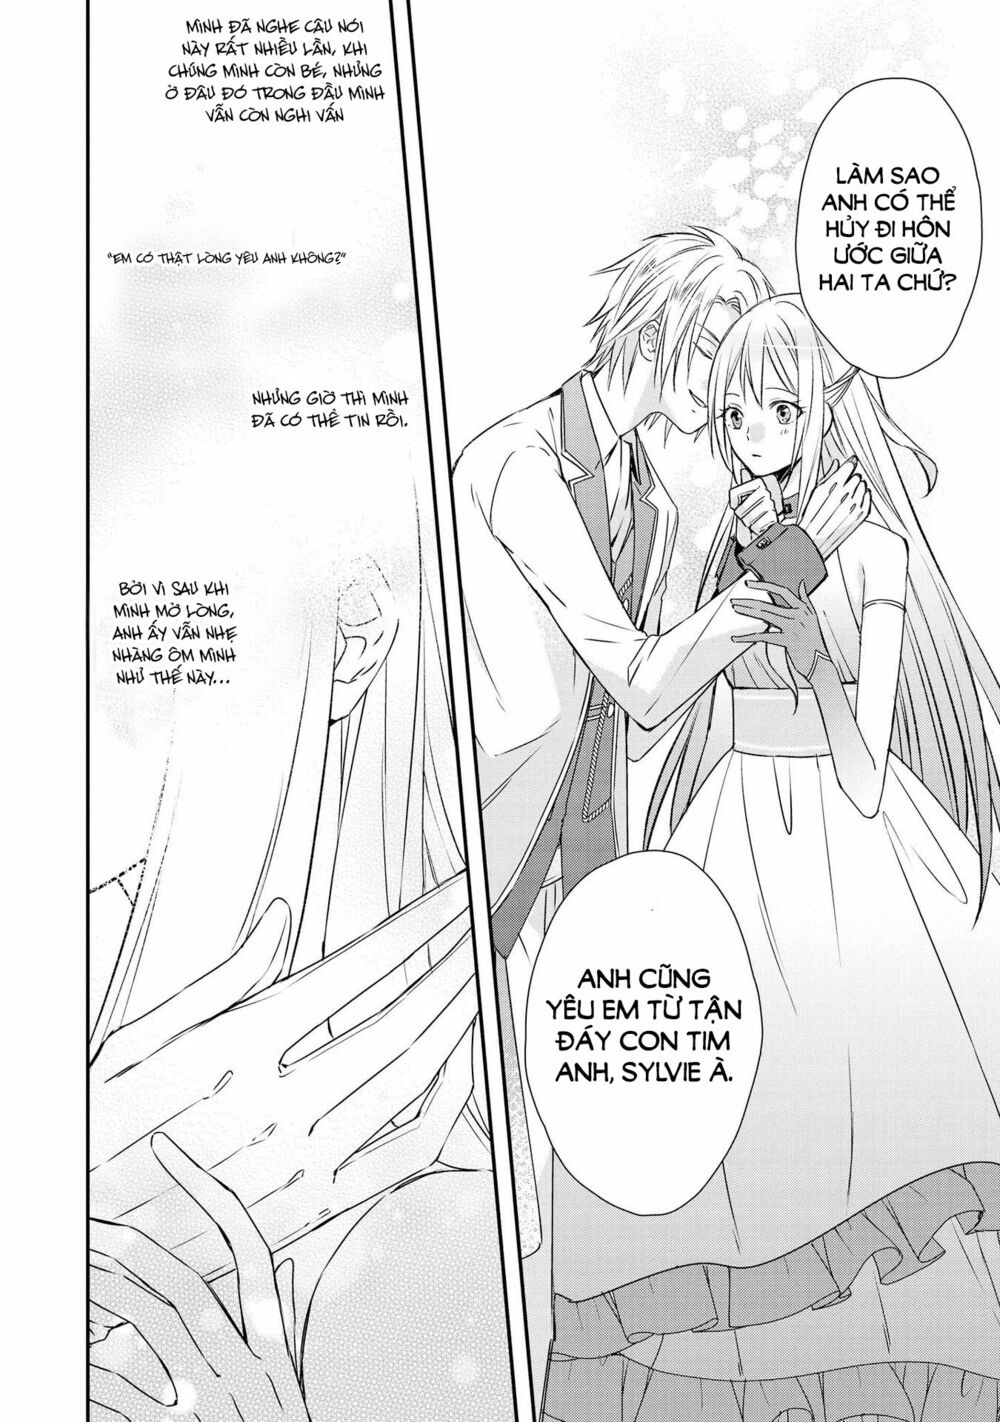 LÀM SAO
ANH CÓ THỂ
HỦY ĐI HÔN
ƯỚC GIỮA
HAI TA CHỨ?
ANH CŨNG
YÊU EM TỪ TẬN
ĐÁY CON TIM
ANH, SYLVIE À.
MÌNH ĐÃ NGHE CÂU NÓI
NÀY RẤT NHIỀU LẦN, KHI
CHÚNG MÌNH CÒN BÉ, NHƯNG
Ở ĐÂU ĐÓ TRONG ĐẦU MÌNH
VẪN CÒN NGHI VẤN
"EM CÓ THẬT LÒNG YÊU ANH KHÔNG?"
NHƯNG GIỜ THÌ MÌNH
ĐÃ CÓ THỂ TIN RỒI.
BỞI VÌ SAU KHI
MÌNH MỞ LÒNG,
ANH ẤY VẪN NHẸ
NHÀNG ÔM MÌNH
NHƯ THẾ NÀY...